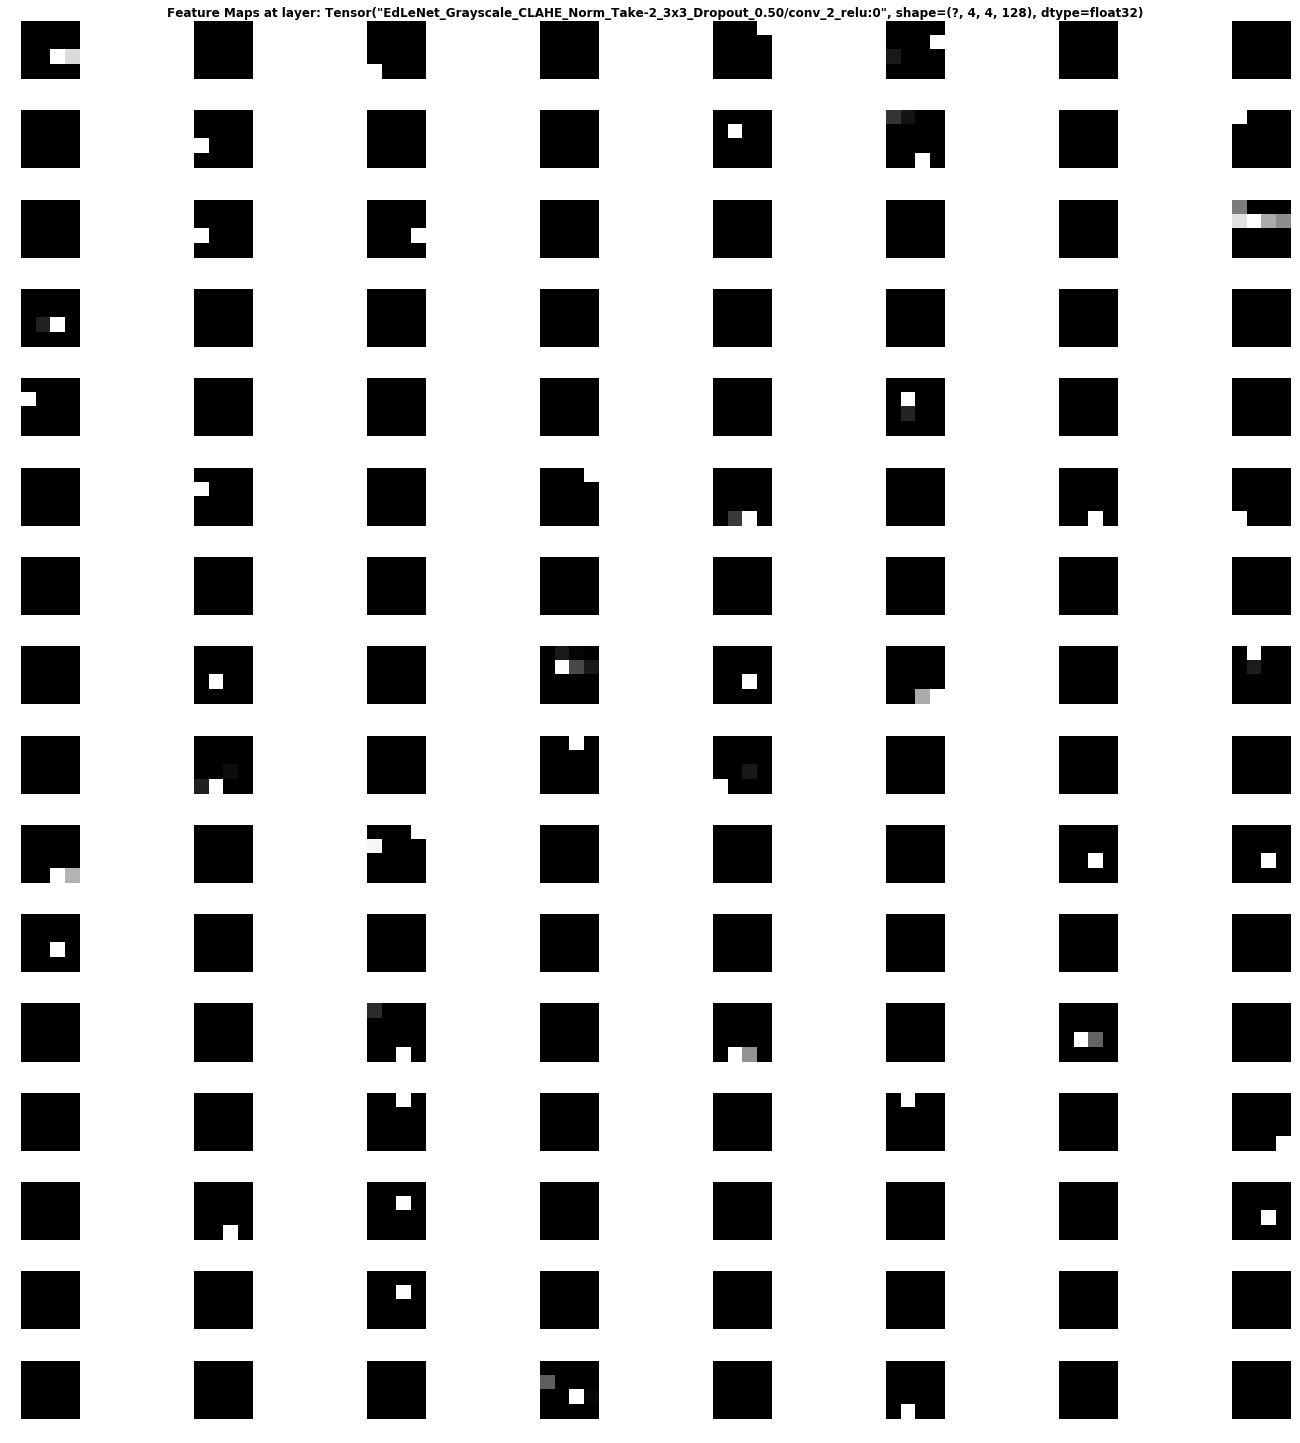 Feature Maps at layer: Tensor("EdLeNet_Grayscale_CLAHE_Norm_Take-2_3x3_Dropout_0.50/conv_2_relu:0", shape=(?, 4, 4, 128), dtype=float32)